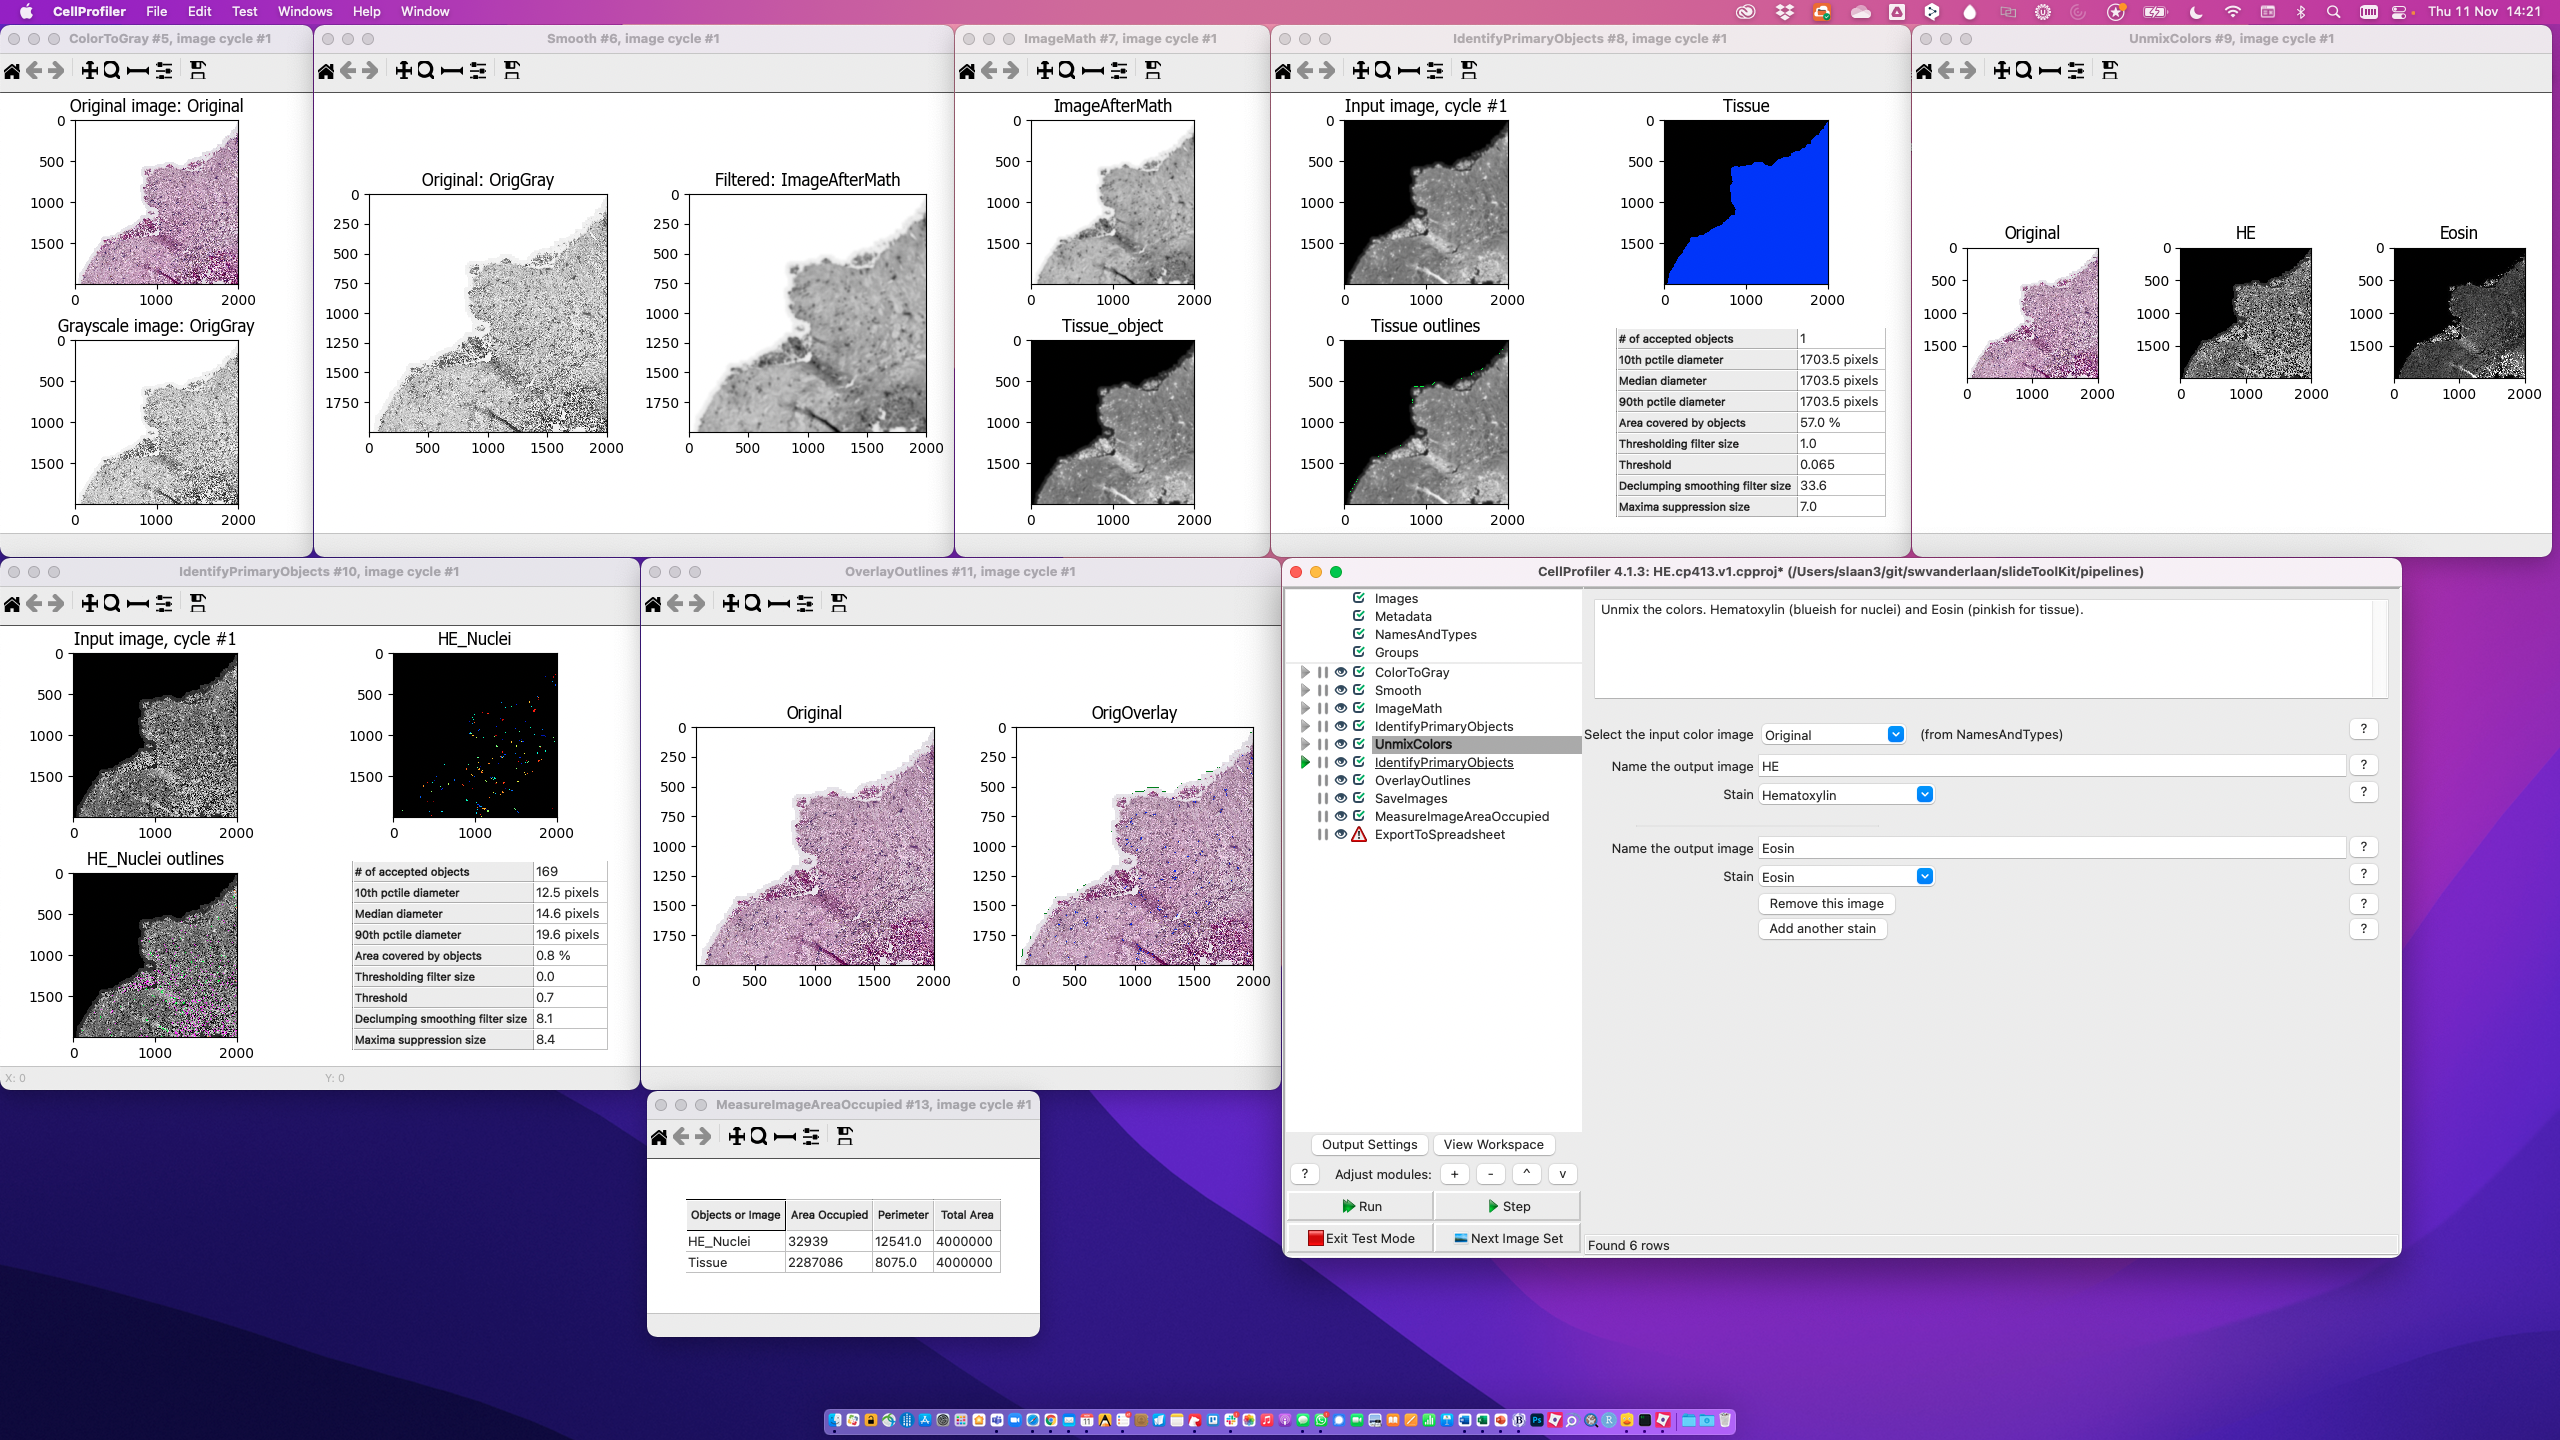 CellProfiler File Edit Test Windows Help Window Thu 11 Nov 14:21
ColorToGray #5, image cycle #1
Original image: Original
0
500
1000
1500
0 1000 2000
Grayscale image: OrigGray
0
500
1000
1500
0 1000 2000
Smooth #6, image cycle #1
Original: OrigGray
0
250
500
750
1000
1250
1500
1750
0 500 1000 1500 2000
Filtered: ImageAfterMath
0
250
500
750
1000
1250
1500
1750
0 500 1000 1500 2000
ImageMath #7, image cycle #1
ImageAfterMath
0
500
1000
1500
0 1000 2000
Tissue_object
0
500
1000
1500
0 1000 2000
IdentifyPrimaryObjects #8, image cycle #1
Input image, cycle #1
0
500
1000
1500
0 1000 2000
Tissue
0
500
1000
1500
0 1000 2000
Tissue outlines
0
500
1000
1500
0 1000 2000
# of accepted objects 1
10th pctile diameter 1703.5 pixels
Median diameter 1703.5 pixels
90th pctile diameter 1703.5 pixels
Area covered by objects 57.0 %
Thresholding filter size 1.0
Threshold 0.065
Declumping smoothing filter size 33.6
Maxima suppression size 7.0
UnmixColors #9, image cycle #1
Original
0
500
1000
1500
0 1000 2000
HE
0
500
1000
1500
0 1000 2000
Eosin
0
500
1000
1500
0 1000 2000
IdentifyPrimaryObjects #10, image cycle #1
Input image, cycle #1
0
500
1000
1500
0 1000 2000
HE_Nuclei
0
500
1000
1500
0 1000 2000
HE_Nuclei outlines
0
500
1000
1500
0 1000 2000
# of accepted objects 169
10th pctile diameter 12.5 pixels
Median diameter 14.6 pixels
90th pctile diameter 19.6 pixels
Area covered by objects 0.8 %
Thresholding filter size 0.0
Threshold 0.7
Declumping smoothing filter size 8.1
Maxima suppression size 8.4
X: 0 Y: 0
OverlayOutlines #11, image cycle #1
Original
0
250
500
750
1000
1250
1500
1750
0 500 1000 1500 2000
OrigOverlay
0
250
500
750
1000
1250
1500
1750
0 500 1000 1500 2000
CellProfiler 4.1.3: HE.cp413.v1.cpproj* (/Users/slaan3/git/swvanderlaan/slideToolKit/pipelines)
Images
Metadata
NamesAndTypes
Groups
ColorToGray
Smooth
ImageMath
IdentifyPrimaryObjects
UnmixColors
IdentifyPrimaryObjects
OverlayOutlines
SaveImages
MeasureImageAreaOccupied
ExportToSpreadsheet
Output Settings View Workspace
? Adjust modules: + - ^ v
Run Step
Exit Test Mode Next Image Set
Unmix the colors. Hematoxylin (blueish for nuclei) and Eosin (pinkish for tissue).
Select the input color image Original (from NamesAndTypes) ?
Name the output image HE ?
Stain Hematoxylin ?
Name the output image Eosin ?
Stain Eosin ?
Remove this image ?
Add another stain ?
Found 6 rows
MeasureImageAreaOccupied #13, image cycle #1
Objects or Image Area Occupied Perimeter Total Area
HE_Nuclei 32939 12541.0 4000000
Tissue 2287086 8075.0 4000000